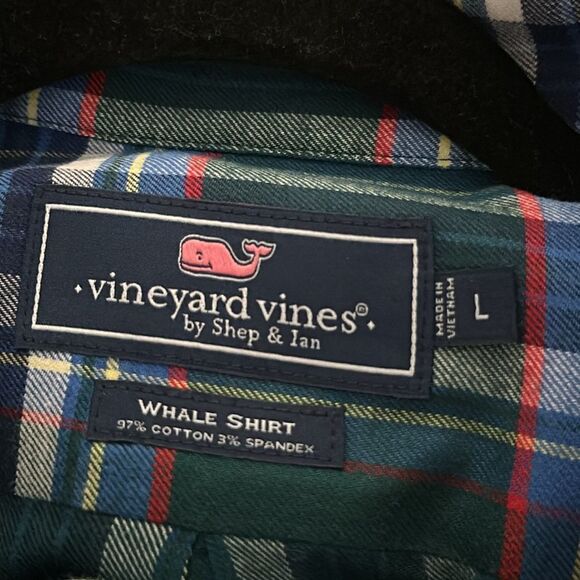 vineyard vines®
by Shep & Ian
MADE IN
VIETNAM
L
WHALE SHIRT
97% COTTON 3% SPANDEX